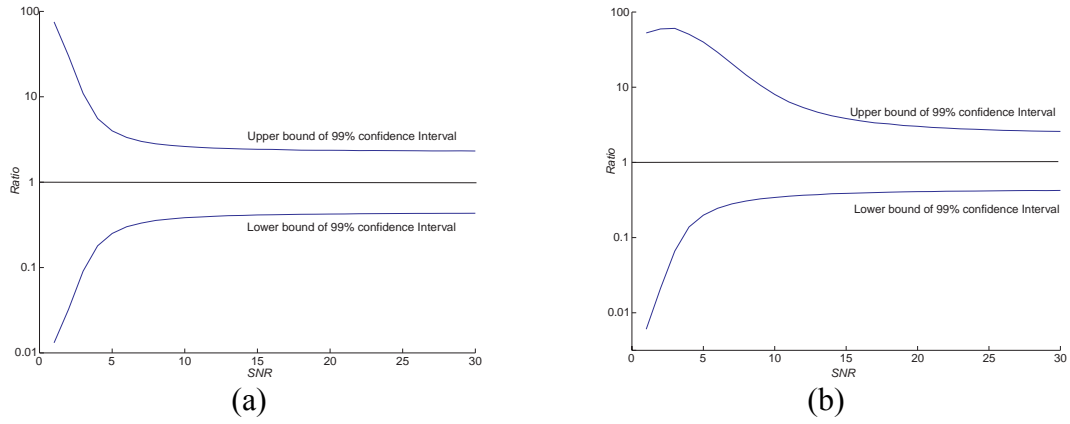 100
10
1
0.1
0.01
Ratio
Upper bound of 99% confidence Interval
Lower bound of 99% confidence Interval
0 5 10 15 20 25 30
SNR
(a)
100
10
1
0.1
0.01
Ratio
Upper bound of 99% confidence Interval
Lower bound of 99% confidence Interval
0 5 10 15 20 25 30
SNR
(b)